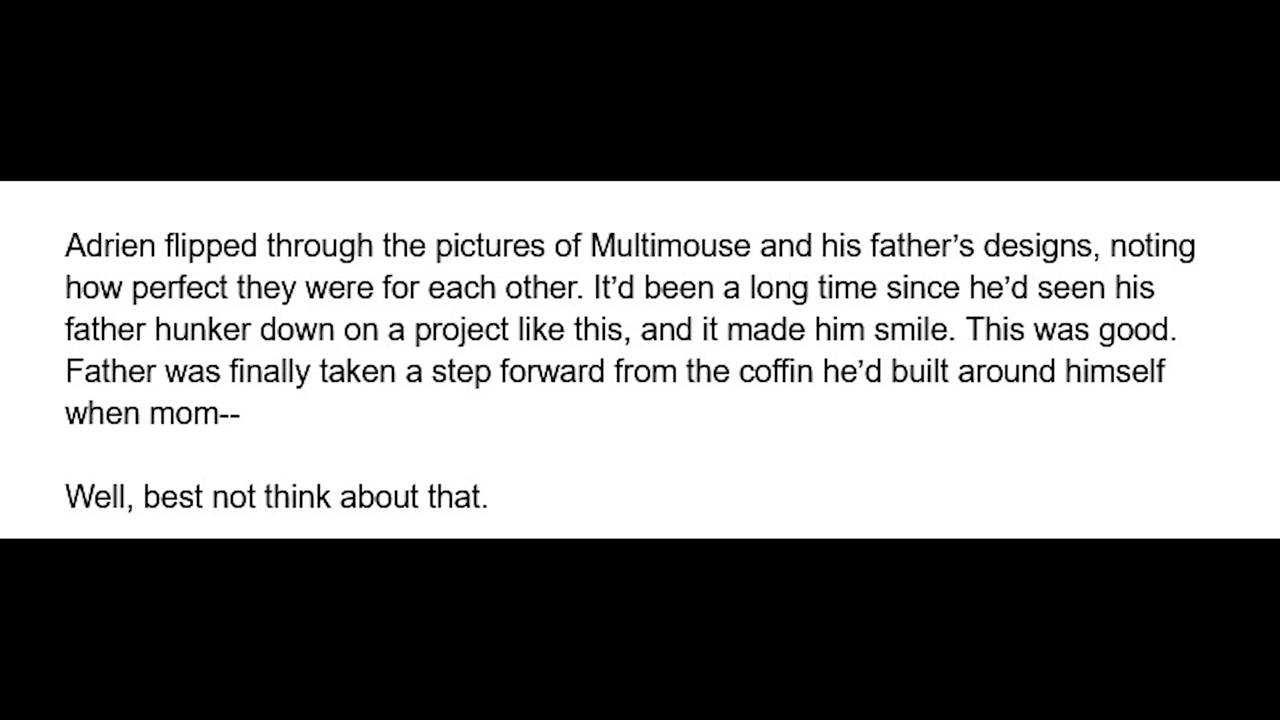 Adrien flipped through the pictures of Multimouse and his father’s designs, noting
how perfect they were for each other. It’d been a long time since he’d seen his
father hunker down on a project like this, and it made him smile. This was good.
Father was finally taken a step forward from the coffin he’d built around himself
when mom--
Well, best not think about that.